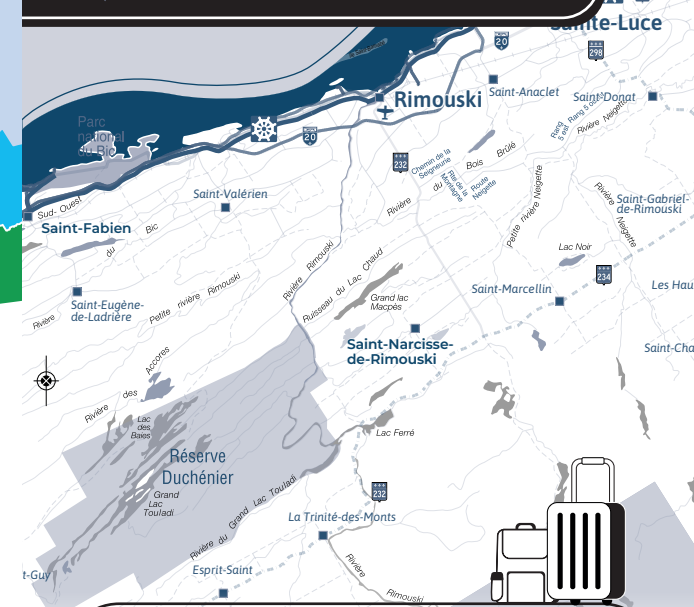 Sainte-Luce
20
298
Saint-Anaclet
Saint-Donat
Rimouski
Rang 5 est
Rivière Neigette
Parc
national
du Bic
20
232
Chemin de la
Seigneurie
Rivière du Bois Brûlé
Rte de la
Montagne
Route
Neigette
Petite rivière Neigette
Rivière Neigette
Saint-Gabriel-
de-Rimouski
Saint-Valérien
Sud-Ouest
Saint-Fabien
du Bic
Rivière
Lac Noir
234
Saint-Marcellin
Les Hau
Saint-Eugène-
de-Ladrière
Petite rivière Rimouski
Rivière Rimouski
Ruisseau du Lac Chaud
Grand lac
Macpès
Saint-Narcisse-
de-Rimouski
Saint-Cha
Rivière des Accores
Lac
des
Baies
Lac Ferré
Réserve
Duchénier
Grand
Lac
Touladi
Rivière du Grand Lac Touladi
232
La Trinité-des-Monts
t-Guy
Esprit-Saint
Rivière
Rimouski